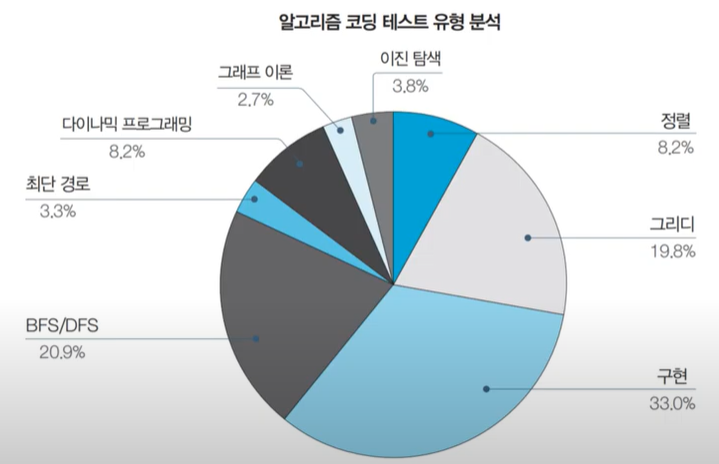 알고리즘 코딩 테스트 유형 분석
이진 탐색
3.8%
그래프 이론
2.7%
다이나믹 프로그래밍
8.2%
최단 경로
3.3%
BFS/DFS
20.9%
정렬
8.2%
그리디
19.8%
구현
33.0%